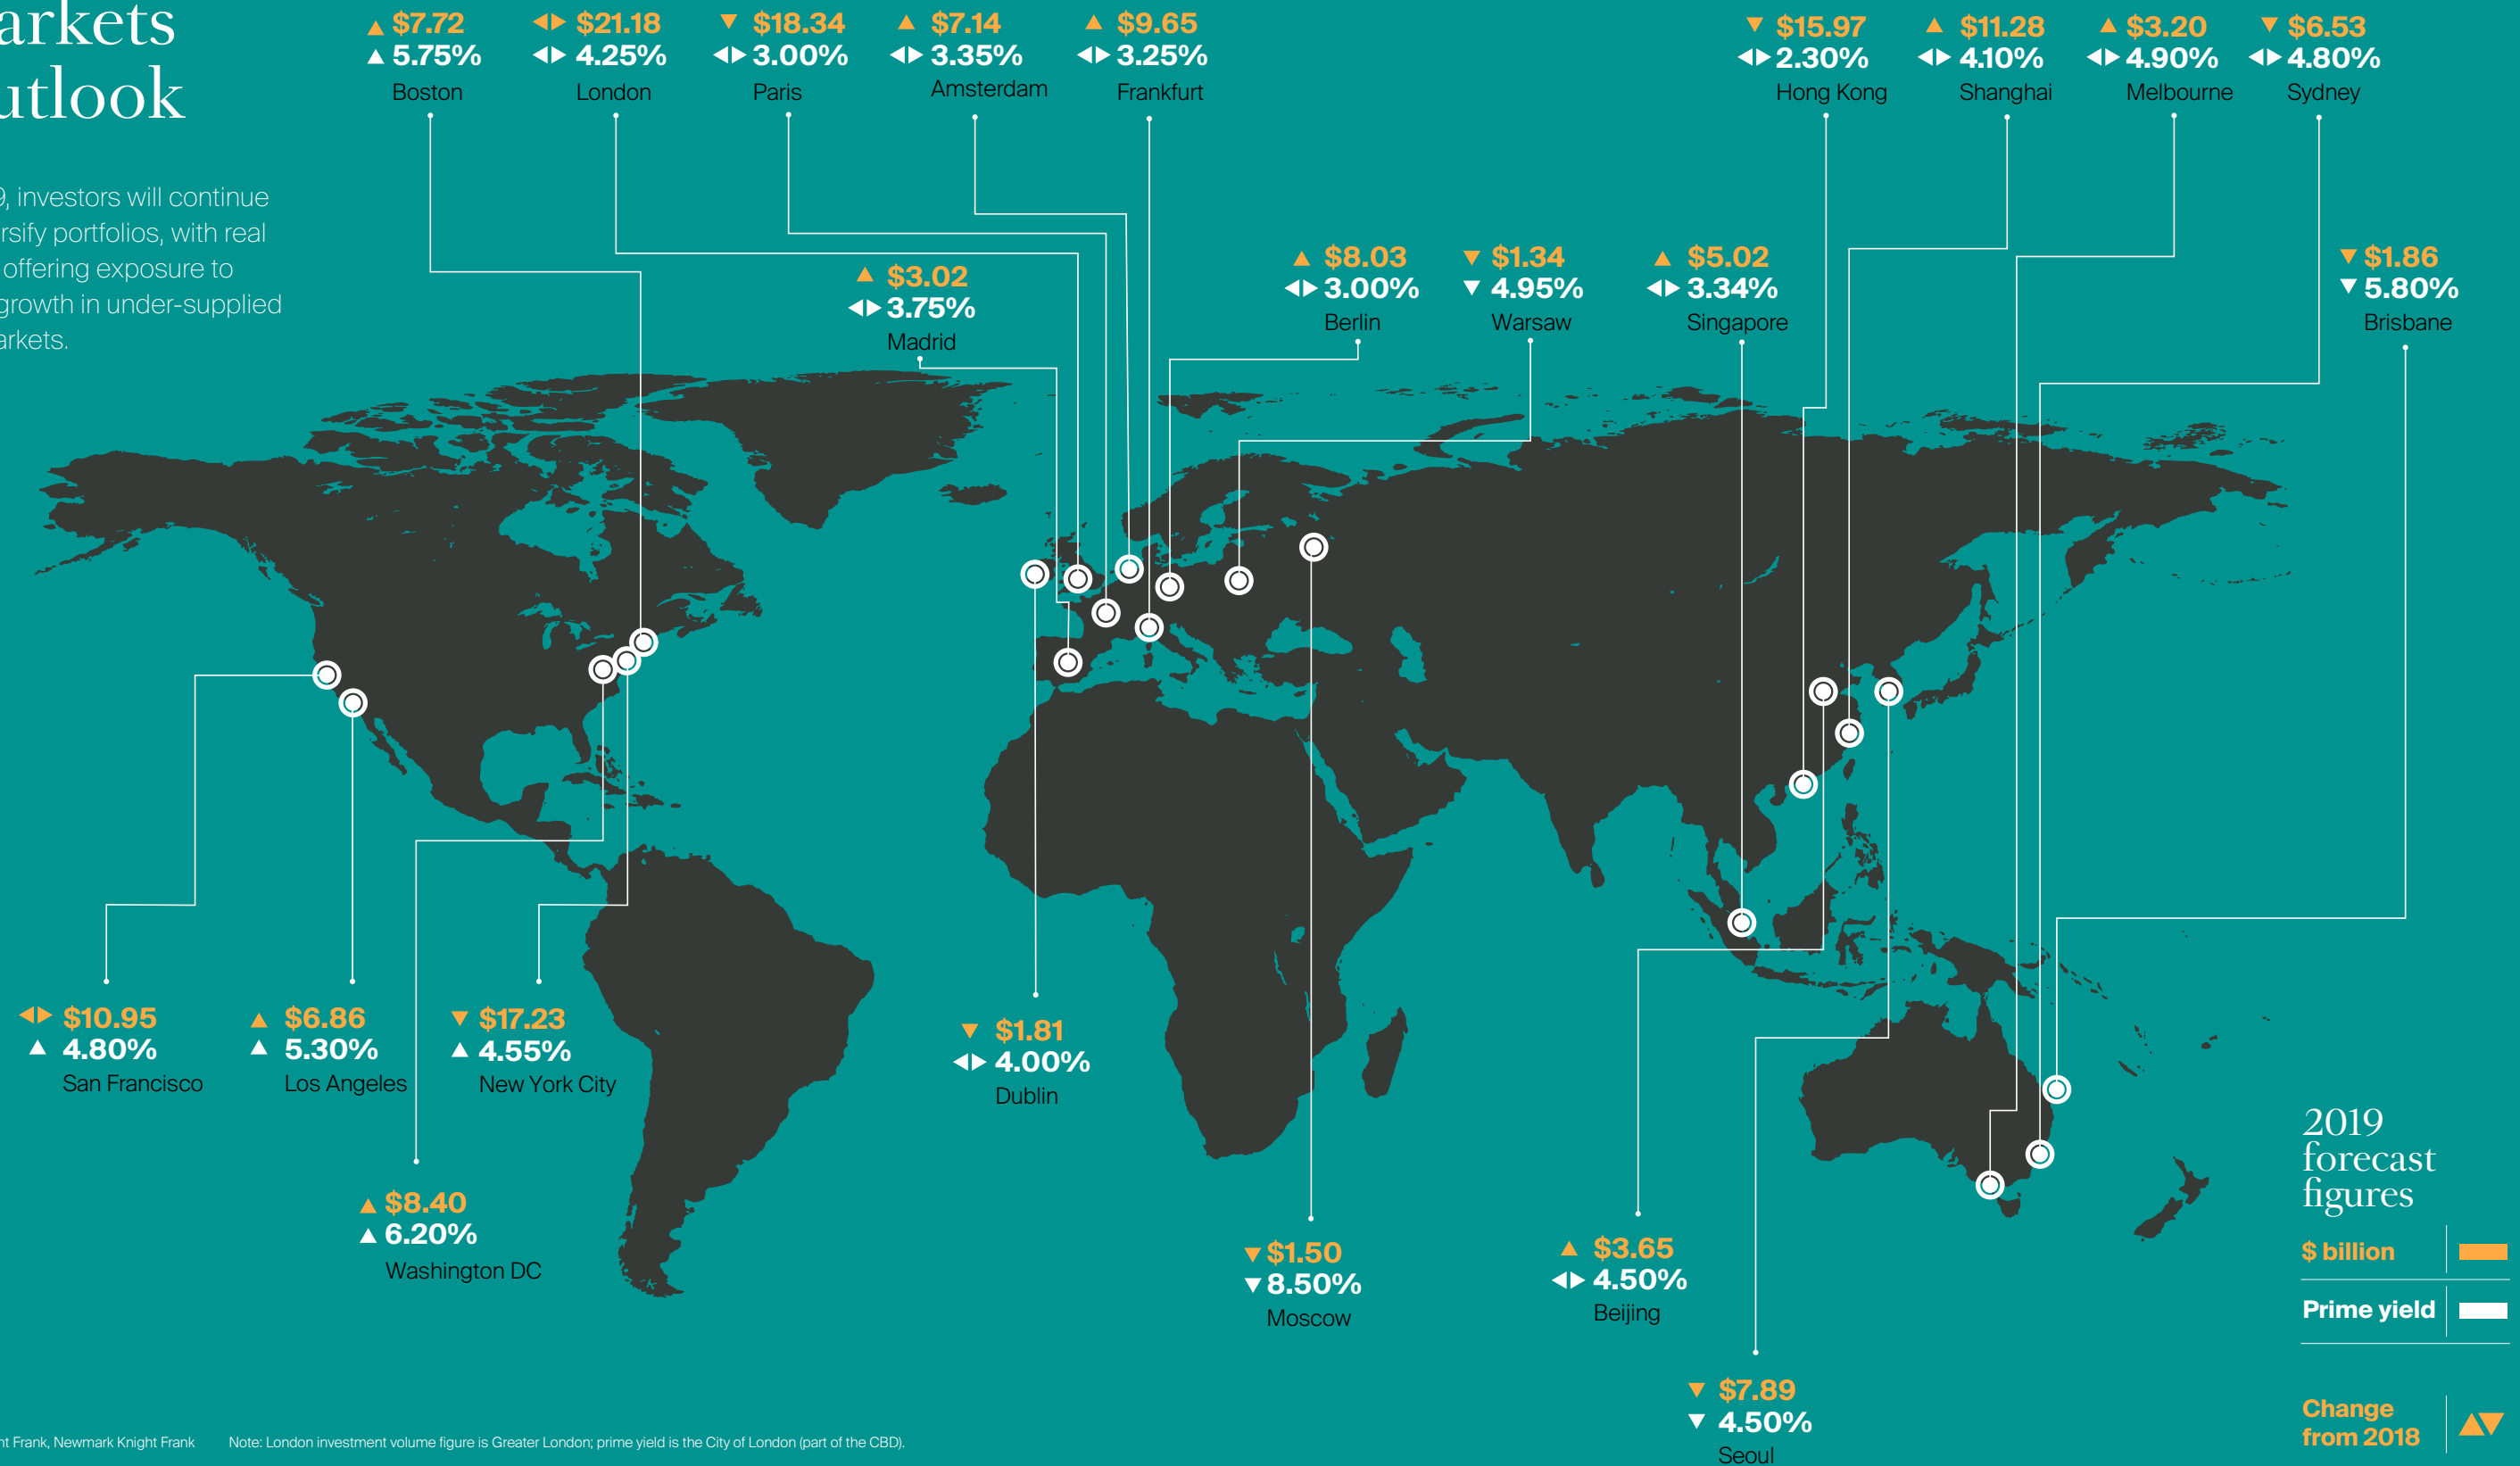 arkets
utlook
9, investors will continue
rsify portfolios, with real
offering exposure to
growth in under-supplied
arkets.
$7.72
5.75%
Boston
$21.18
4.25%
London
$18.34
3.00%
Paris
$7.14
3.35%
Amsterdam
$9.65
3.25%
Frankfurt
$15.97
2.30%
Hong Kong
$11.28
4.10%
Shanghai
$3.20
4.90%
Melbourne
$6.53
4.80%
Sydney
$3.02
3.75%
Madrid
$8.03
3.00%
Berlin
$1.34
4.95%
Warsaw
$5.02
3.34%
Singapore
$1.86
5.80%
Brisbane
$10.95
4.80%
San Francisco
$6.86
5.30%
Los Angeles
$17.23
4.55%
New York City
$1.81
4.00%
Dublin
$8.40
6.20%
Washington DC
$1.50
8.50%
Moscow
$3.65
4.50%
Beijing
$7.89
4.50%
Seoul
2019
forecast
figures
$ billion
Prime yield
Change
from 2018
nt Frank, Newmark Knight Frank
Note: London investment volume figure is Greater London; prime yield is the City of London (part of the CBD).